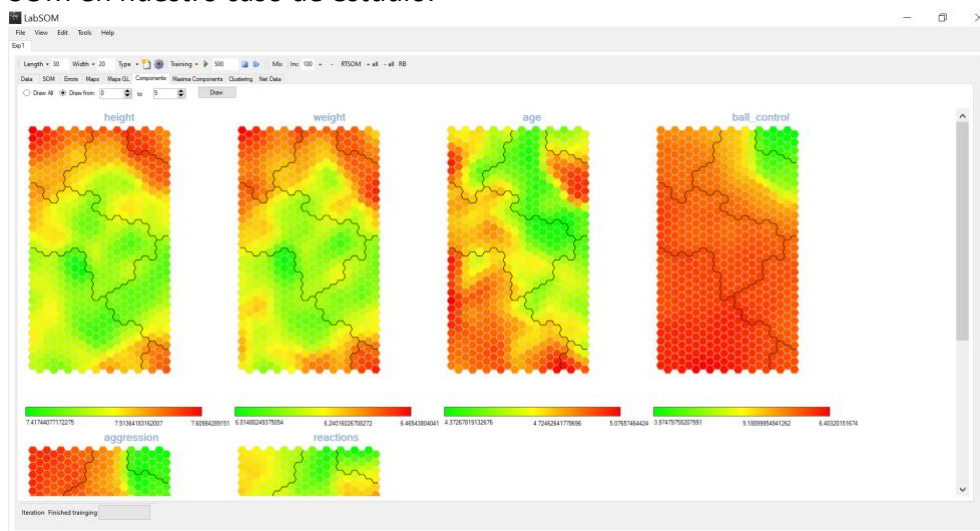 SOM en nuestro caso de estudio.
LabSOM
File View Edit Tools Help
Exp1
Length 30 Width 20 Type Training 500 Mix Inc 100 + - RTSOM + all - all RB
Data SOM Errors Maps Maps GL Components Maxima Components Clustering Net Data
Draw All Draw from: 0 to 5 Draw
height weight age ball_control
7.41744077172275 7.51364183162007 7.60984289151 6.01488249375054 6.24016026708272 6.46543804041 4.37267819132676 4.72462641778696 5.07657464424 3.97479758207991 5.18899954941262 6.40320151674
aggression reactions
Iteration Finished trainging